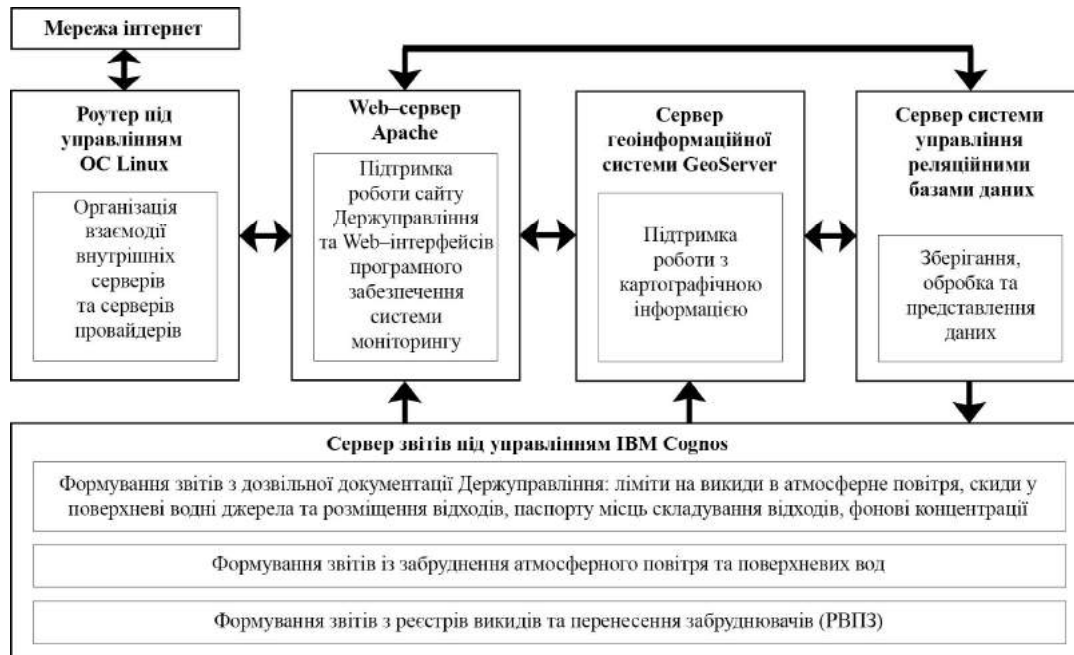 Мережа інтернет
Роутер під
управлінням
ОС Linux
Організація
взаємодії
внутрішніх
серверів
та серверів
провайдерів
Web–сервер
Apache
Підтримка
роботи сайту
Держуправління
та Web–інтерфейсів
програмного
забезпечення
системи
моніторингу
Сервер
геоінформаційної
системи GeoServer
Підтримка
роботи з
картографічною
інформацією
Сервер системи
управління
реляційними
базами даних
Зберігання,
обробка та
представлення
даних
Сервер звітів під управлінням IBM Cognos
Формування звітів з дозвільної документації Держуправління: ліміти на викиди в атмосферне повітря, скиди у
поверхневі водні джерела та розміщення відходів, паспорту місць складування відходів, фонові концентрації
Формування звітів із забруднення атмосферного повітря та поверхневих вод
Формування звітів з реєстрів викидів та перенесення забруднювачів (РВПЗ)